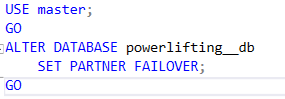 USE master;
GO
ALTER DATABASE powerlifting__db
    SET PARTNER FAILOVER;
GO